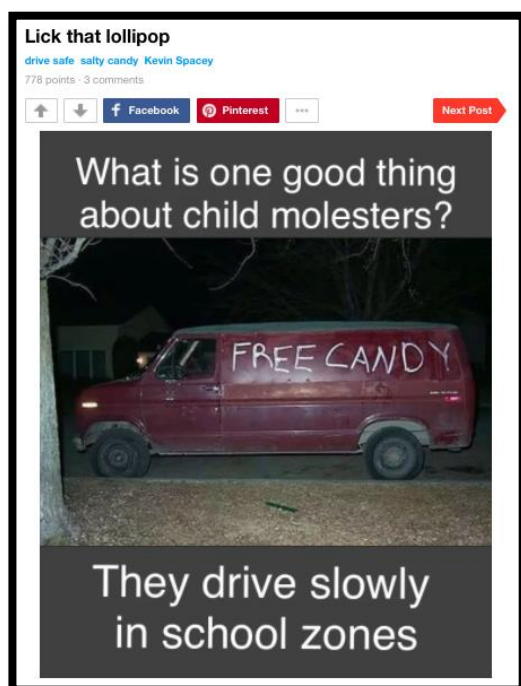 Lick that lollipop
drive safe salty candy Kevin Spacey
778 points · 3 comments
Facebook
Pinterest
Next Post
What is one good thing
about child molesters?
FREE CANDY
They drive slowly
in school zones